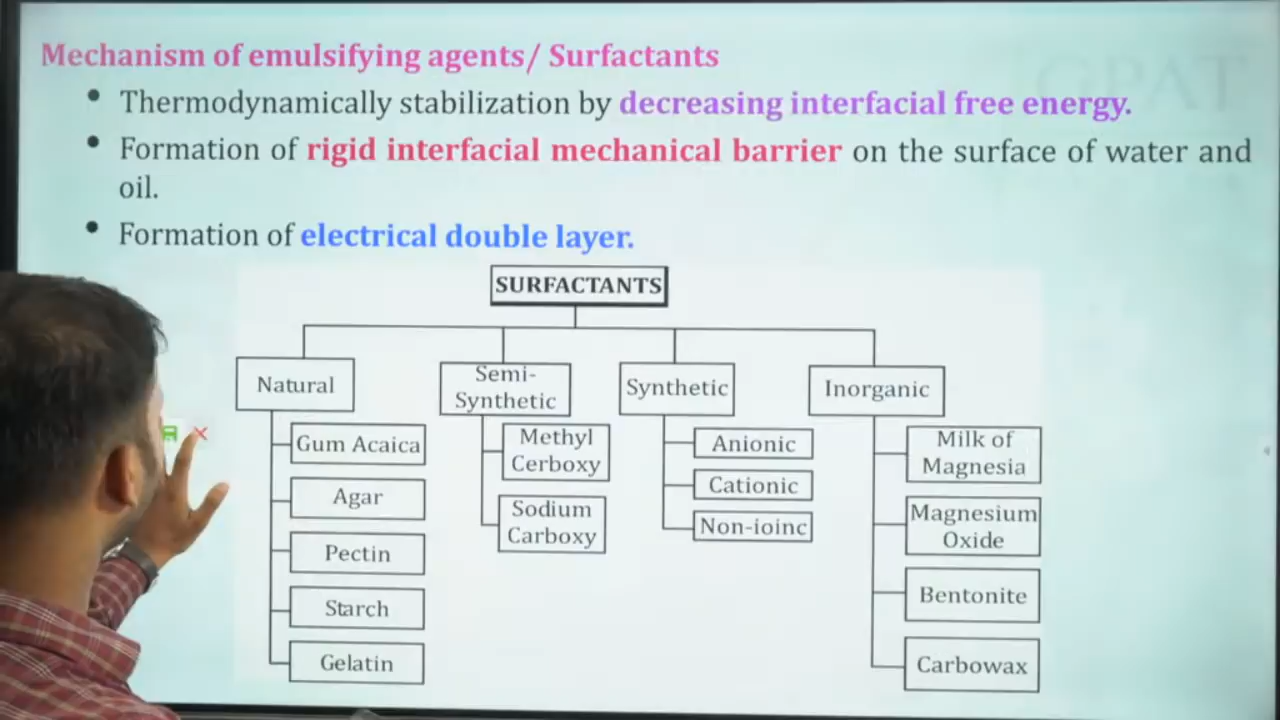 Mechanism of emulsifying agents/ Surfactants
• Thermodynamically stabilization by decreasing interfacial free energy.
• Formation of rigid interfacial mechanical barrier on the surface of water and
oil.
• Formation of electrical double layer.
SURFACTANTS
Natural
Semi-
Synthetic
Synthetic
Inorganic
Gum Acaica
Agar
Pectin
Starch
Gelatin
Methyl
Cerboxy
Sodium
Carboxy
Anionic
Cationic
Non-ioinc
Milk of
Magnesia
Magnesium
Oxide
Bentonite
Carbowax
GPAT